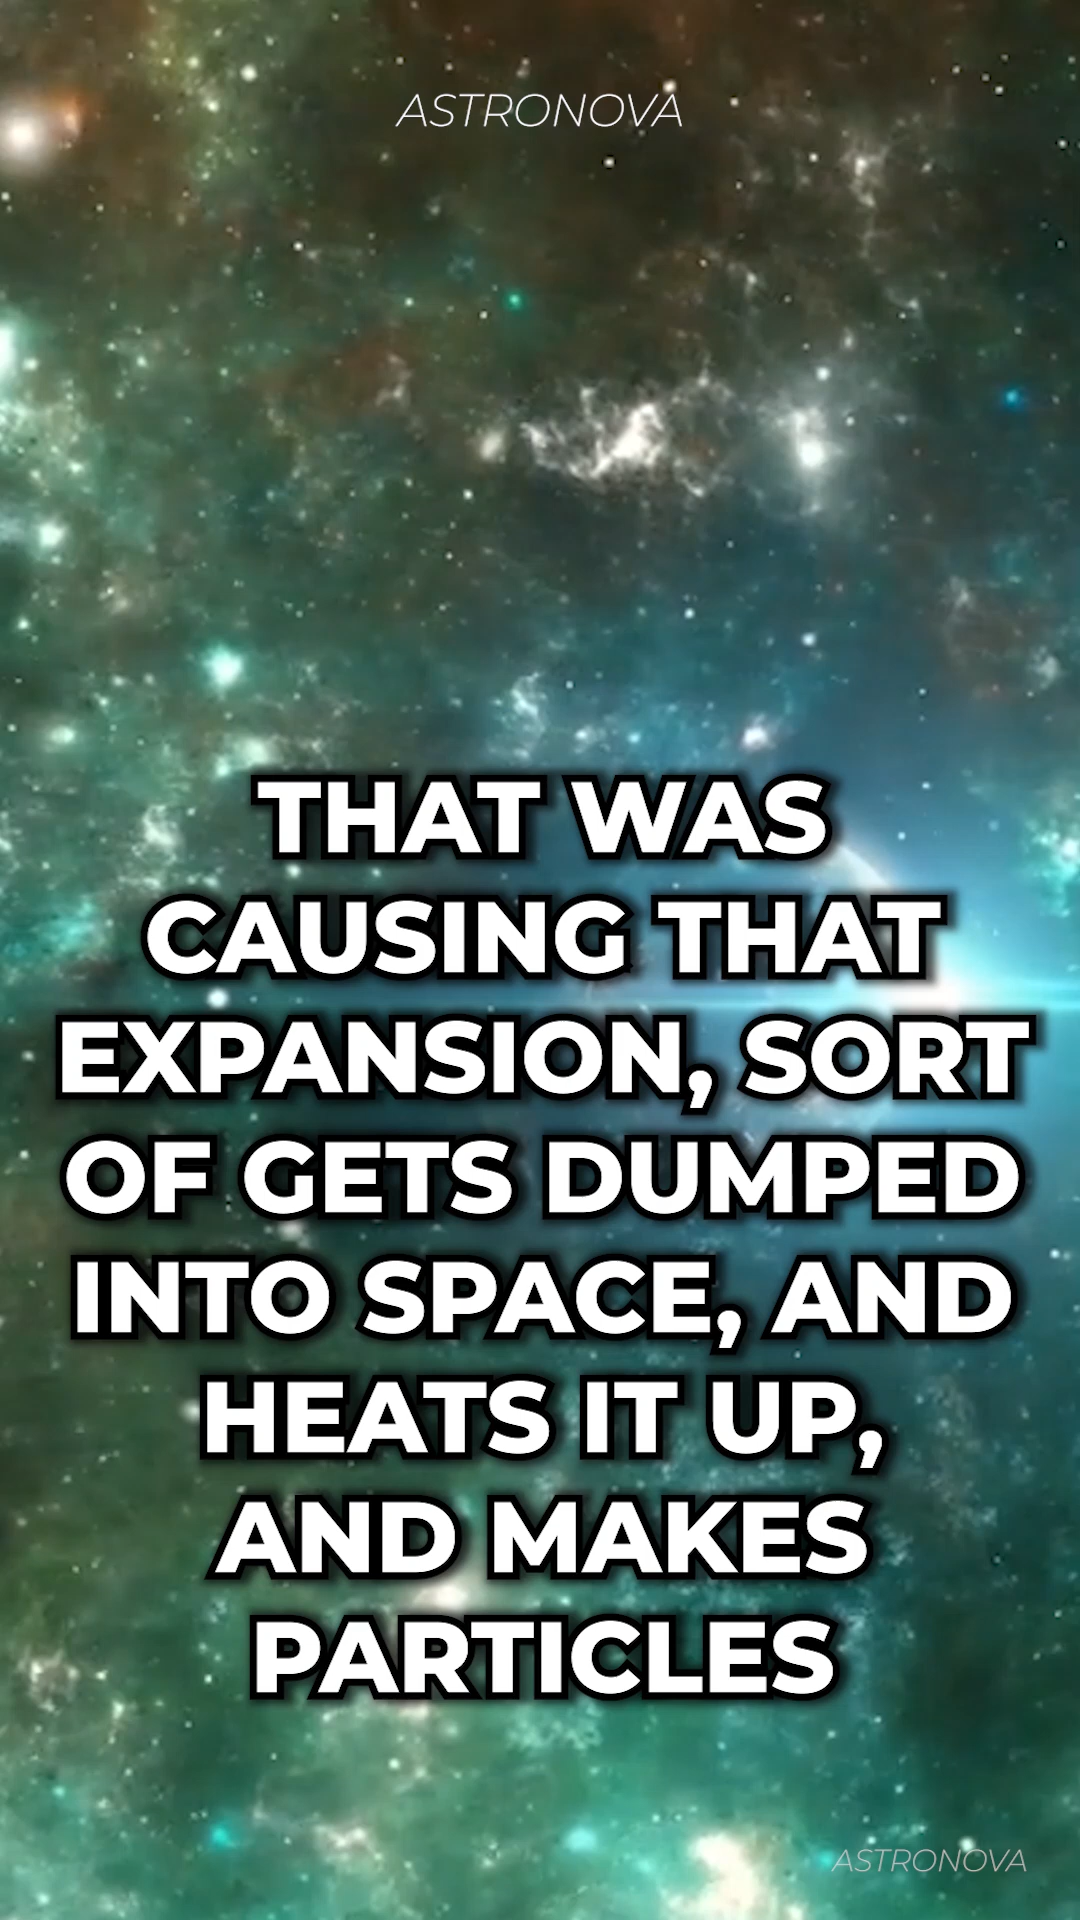 ASTRONOVA
THAT WAS
CAUSING THAT
EXPANSION, SORT
OF GETS DUMPED
INTO SPACE, AND
HEATS IT UP,
AND MAKES
PARTICLES
ASTRONOVA